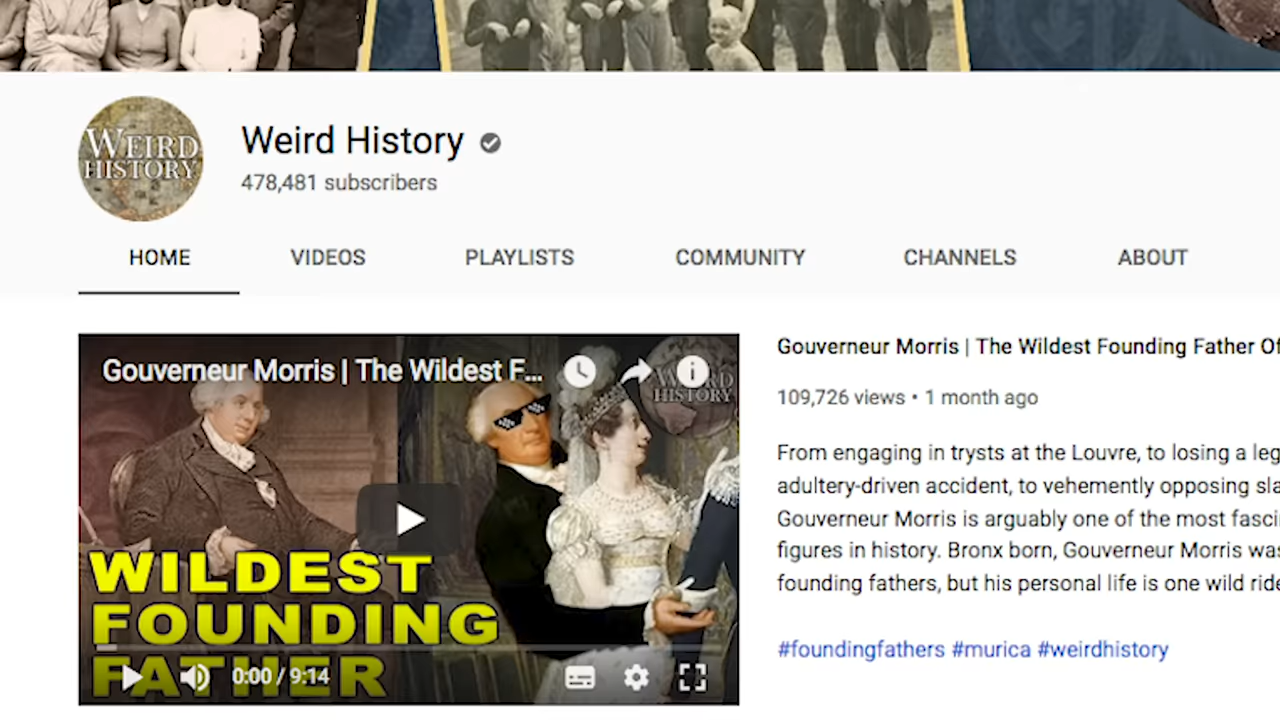 WEIRD
HISTORY
Weird History
478,481 subscribers
HOME VIDEOS PLAYLISTS COMMUNITY CHANNELS ABOUT
Gouverneur Morris | The Wildest F...
WEIRD
HISTORY
WILDEST
FOUNDING
FATHER
0:00 / 9:14
Gouverneur Morris | The Wildest Founding Father Of
109,726 views • 1 month ago
From engaging in trysts at the Louvre, to losing a leg
adultery-driven accident, to vehemently opposing sla
Gouverneur Morris is arguably one of the most fasci
figures in history. Bronx born, Gouverneur Morris was
founding fathers, but his personal life is one wild ride
#foundingfathers #murica #weirdhistory